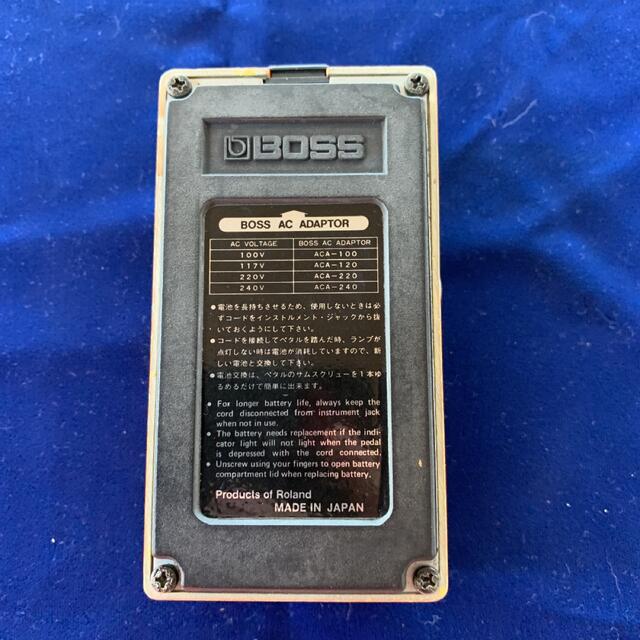 BOSS
BOSS AC ADAPTOR
AC VOLTAGE BOSS AC ADAPTOR
100V ACA-100
117V ACA-120
220V ACA-220
240V ACA-240
●電池を長持ちさせるため、使用しないときは必
ずコードをインストルメント・ジャックから抜
いておくようにして下さい。
●コードを接続してペタルを踏んだ時、ランプが
点灯しない時は電池が消耗していますので、新
しい電池と交換して下さい。
●電池交換は、ペタルのサムスクリューを1本ゆ
るめるだけで簡単に出来ます。
● For longer battery life, always keep the
cord disconnected from instrument jack
when not in use.
● The battery needs replacement if the indi-
cator light will not light when the pedal
is depressed with the cord connected.
● Unscrew using your fingers to open battery
compartment lid when replacing battery.
Products of Roland
MADE IN JAPAN